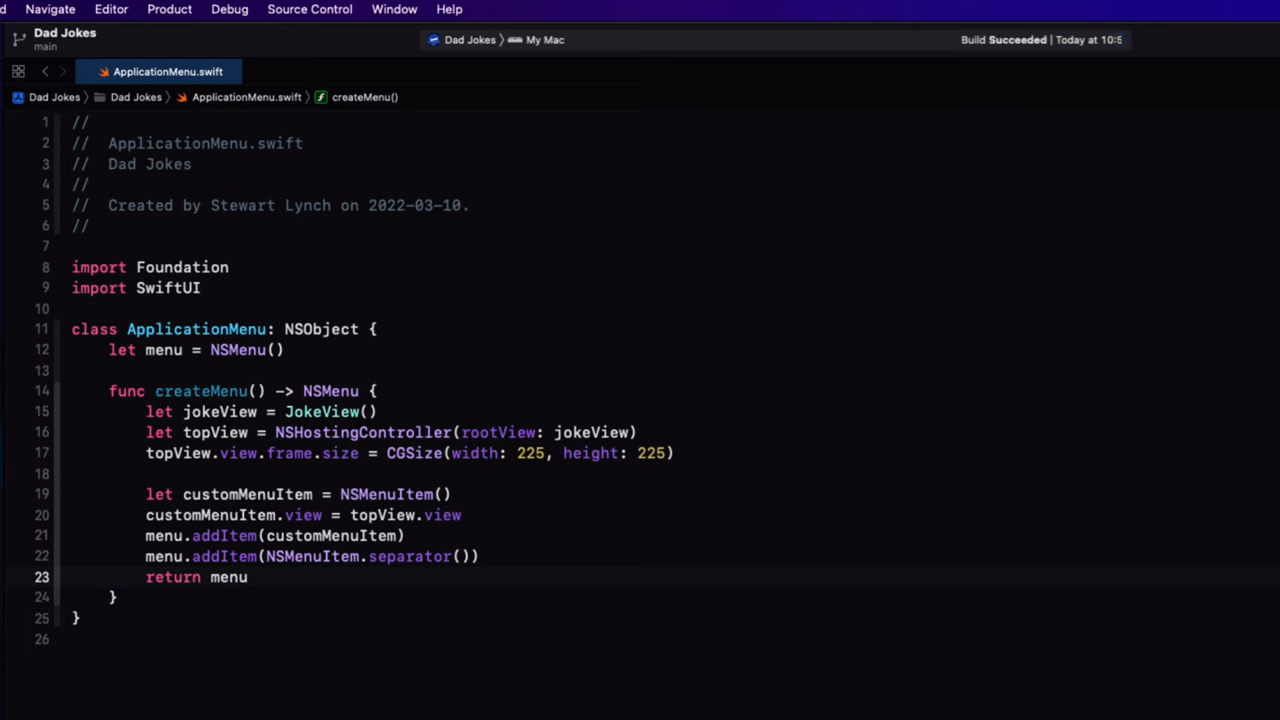 Navigate Editor Product Debug Source Control Window Help
Dad Jokes
main
Dad Jokes 〉 My Mac
Build Succeeded | Today at 10:5
ApplicationMenu.swift
Dad Jokes 〉 Dad Jokes 〉 ApplicationMenu.swift 〉 createMenu()
1 //
2 //  ApplicationMenu.swift
3 //  Dad Jokes
4 //
5 //  Created by Stewart Lynch on 2022-03-10.
6 //
7
8 import Foundation
9 import SwiftUI
10
11 class ApplicationMenu: NSObject {
12     let menu = NSMenu()
13
14     func createMenu() -> NSMenu {
15         let jokeView = JokeView()
16         let topView = NSHostingController(rootView: jokeView)
17         topView.view.frame.size = CGSize(width: 225, height: 225)
18
19         let customMenuItem = NSMenuItem()
20         customMenuItem.view = topView.view
21         menu.addItem(customMenuItem)
22         menu.addItem(NSMenuItem.separator())
23         return menu
24     }
25 }
26